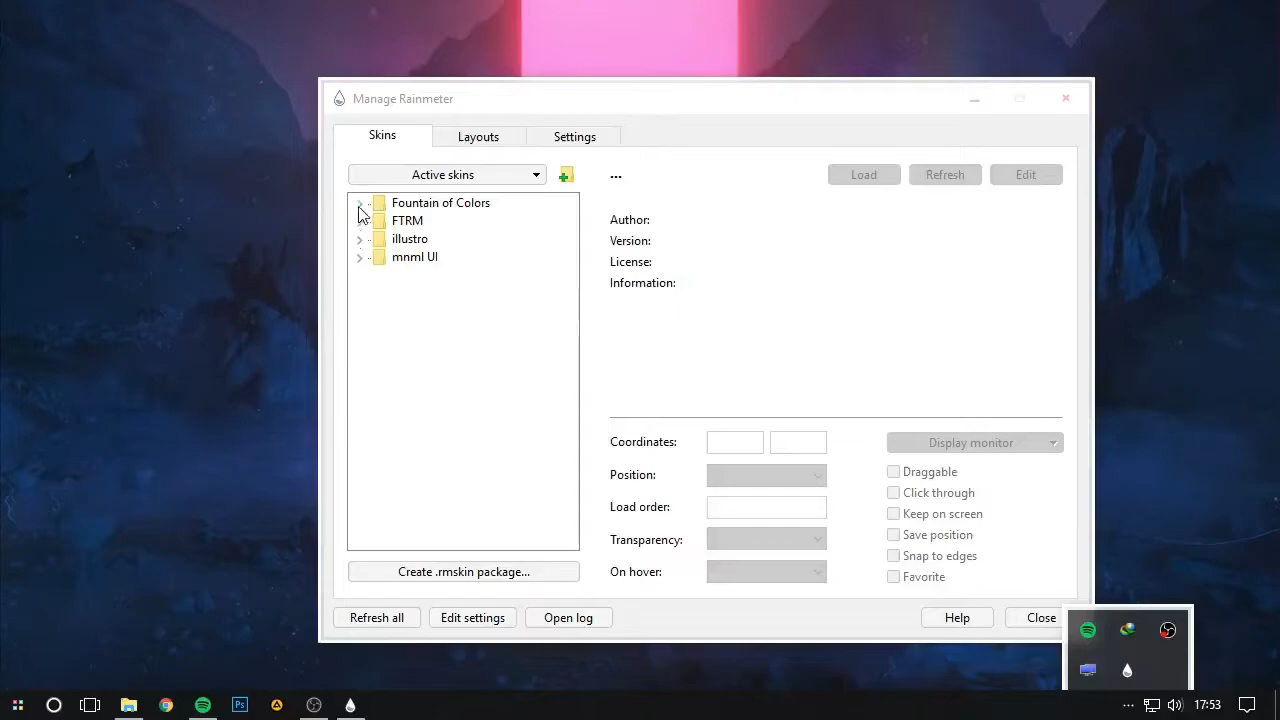 Manage Rainmeter
Skins
Layouts
Settings
Active skins
...
Load
Refresh
Edit
Fountain of Colors
FTRM
illustro
mnml UI
Author:
Version:
License:
Information:
Coordinates:
Display monitor
Position:
Draggable
Click through
Load order:
Keep on screen
Transparency:
Save position
Snap to edges
On hover:
Favorite
Create .rmskin package...
Refresh all
Edit settings
Open log
Help
Close
Ps
17:53